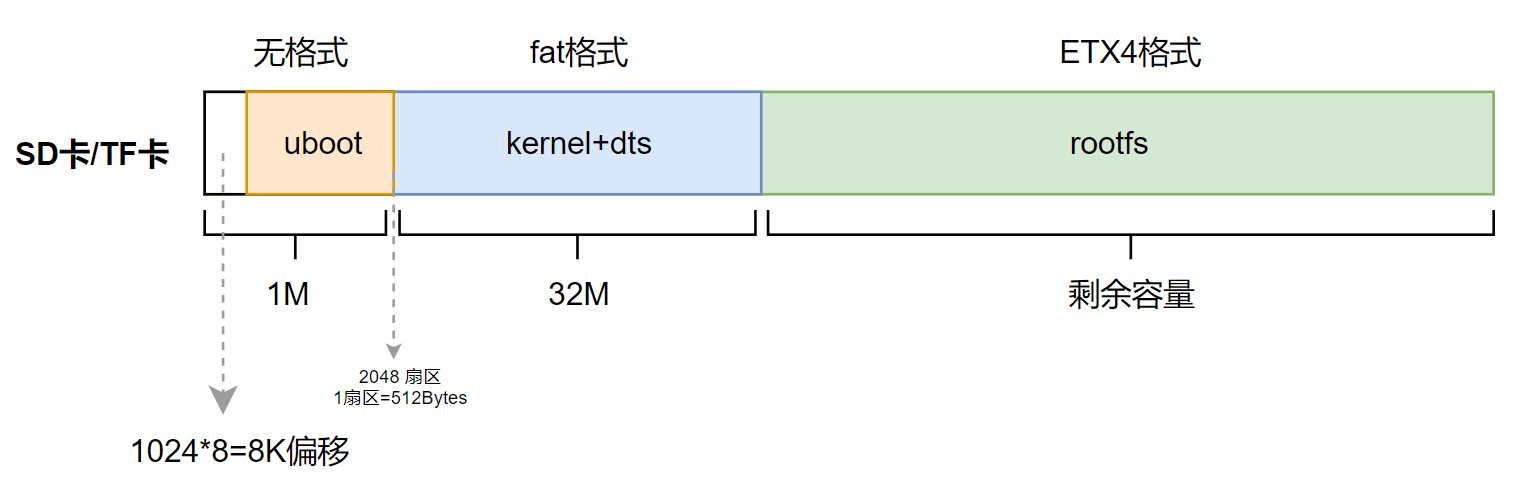 无格式
fat格式
ETX4格式
SD卡/TF卡
uboot
kernel+dts
rootfs
1M
32M
剩余容量
2048 扇区
1扇区=512Bytes
1024*8=8K偏移